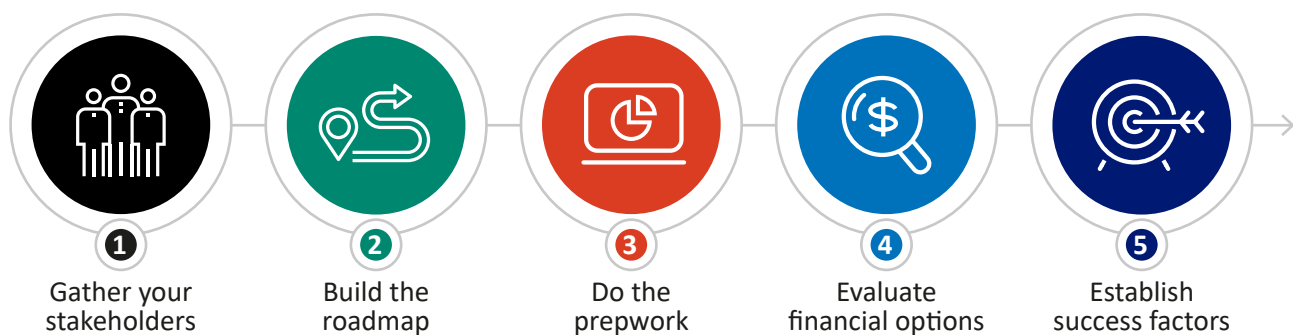 1
Gather your
stakeholders
2
Build the
roadmap
3
Do the
prepwork
$
4
Evaluate
financial options
5
Establish
success factors